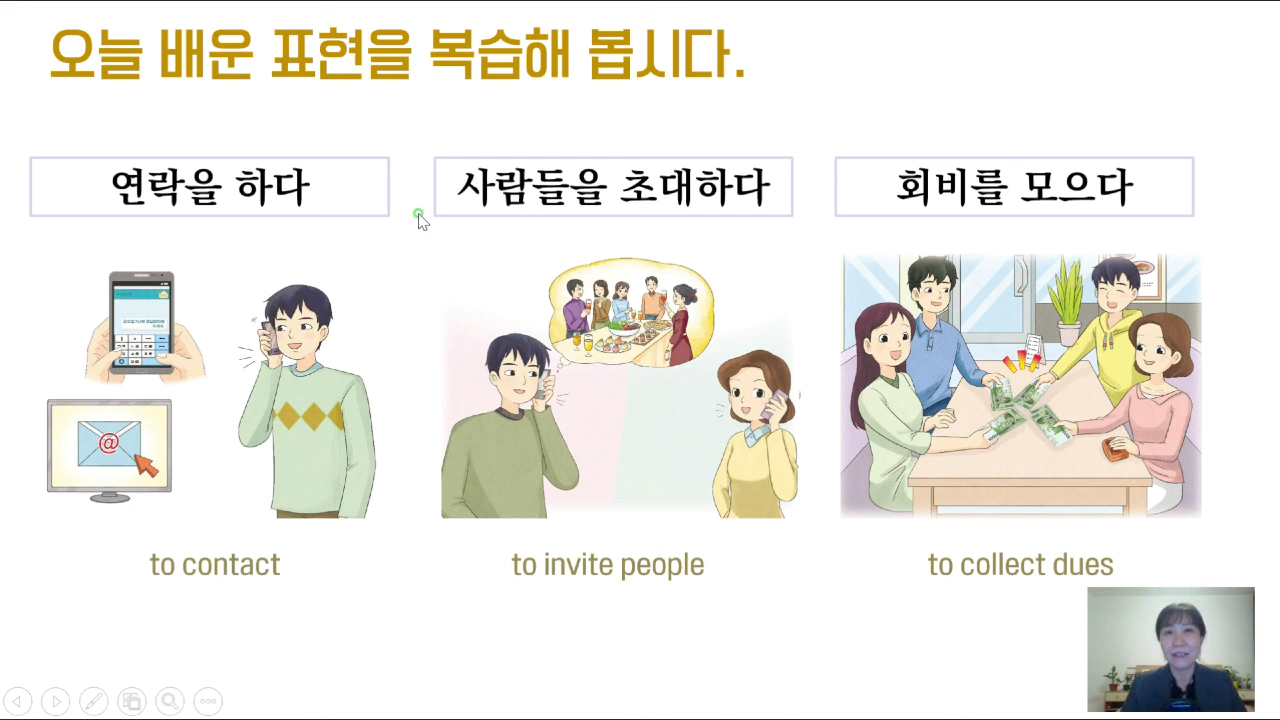 오늘 배운 표현을 복습해 봅시다.
연락을 하다
사람들을 초대하다
회비를 모으다
@
to contact
to invite people
to collect dues